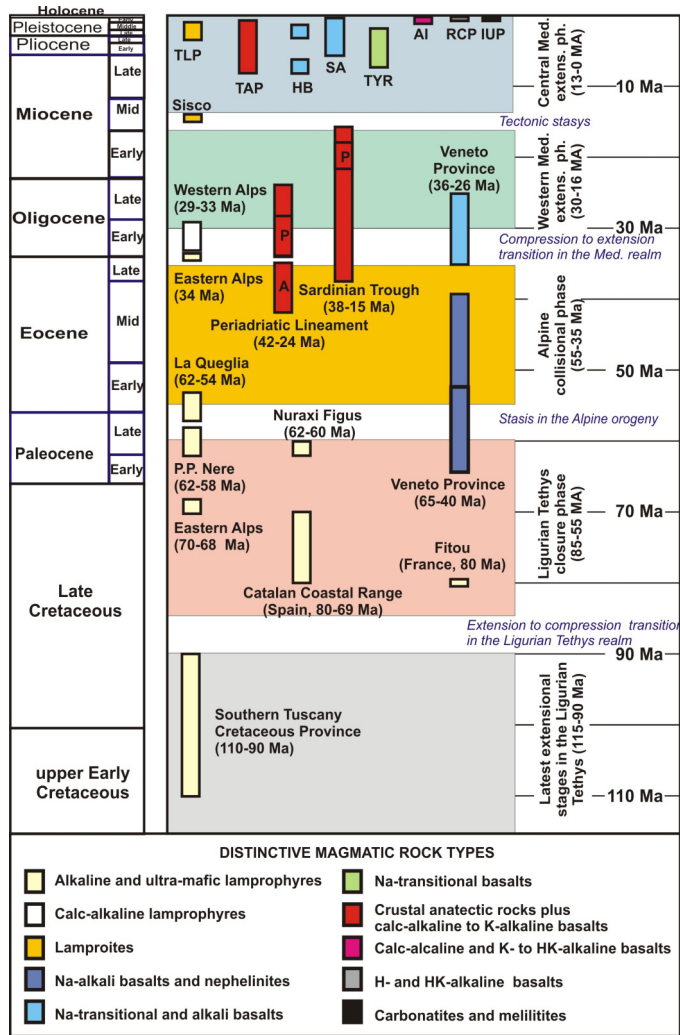 Holocene
Pleistocene
Early
Middle
Late
Pliocene
Late
Early
Miocene
Late
Mid
Early
Oligocene
Late
Early
Eocene
Late
Mid
Early
Paleocene
Late
Early
Late
Cretaceous
upper Early
Cretaceous
TLP
TAP
HB
SA
TYR
AI
RCP
IUP
Sisco
P
Western Alps
(29-33 Ma)
Veneto
Province
(36-26 Ma)
P
A
Eastern Alps
(34 Ma)
Sardinian Trough
(38-15 Ma)
Periadriatic Lineament
(42-24 Ma)
La Queglia
(62-54 Ma)
Nuraxi Figus
(62-60 Ma)
P.P. Nere
(62-58 Ma)
Veneto Province
(65-40 Ma)
Eastern Alps
(70-68 Ma)
Fitou
(France, 80 Ma)
Catalan Coastal Range
(Spain, 80-69 Ma)
Southern Tuscany
Cretaceous Province
(110-90 Ma)
Central Med.
extens. ph.
(13-0 MA)
10 Ma
Tectonic stasys
Western Med.
extens. ph.
(30-16 MA)
30 Ma
Compression to extension
transition in the Med. realm
Alpine
collisional phase
(55-35 Ma)
50 Ma
Stasis in the Alpine orogeny
Ligurian Tethys
closure phase
(85-55 MA)
70 Ma
Extension to compression transition
in the Ligurian Tethys realm
90 Ma
Latest extensional
stages in the Ligurian
Tethys (115-90 Ma)
110 Ma
DISTINCTIVE MAGMATIC ROCK TYPES
Alkaline and ultra-mafic lamprophyres
Calc-alkaline lamprophyres
Lamproites
Na-alkali basalts and nephelinites
Na-transitional and alkali basalts
Na-transitional basalts
Crustal anatectic rocks plus
calc-alkaline to K-alkaline basalts
Calc-alcaline and K- to HK-alkaline basalts
H- and HK-alkaline basalts
Carbonatites and melilitites